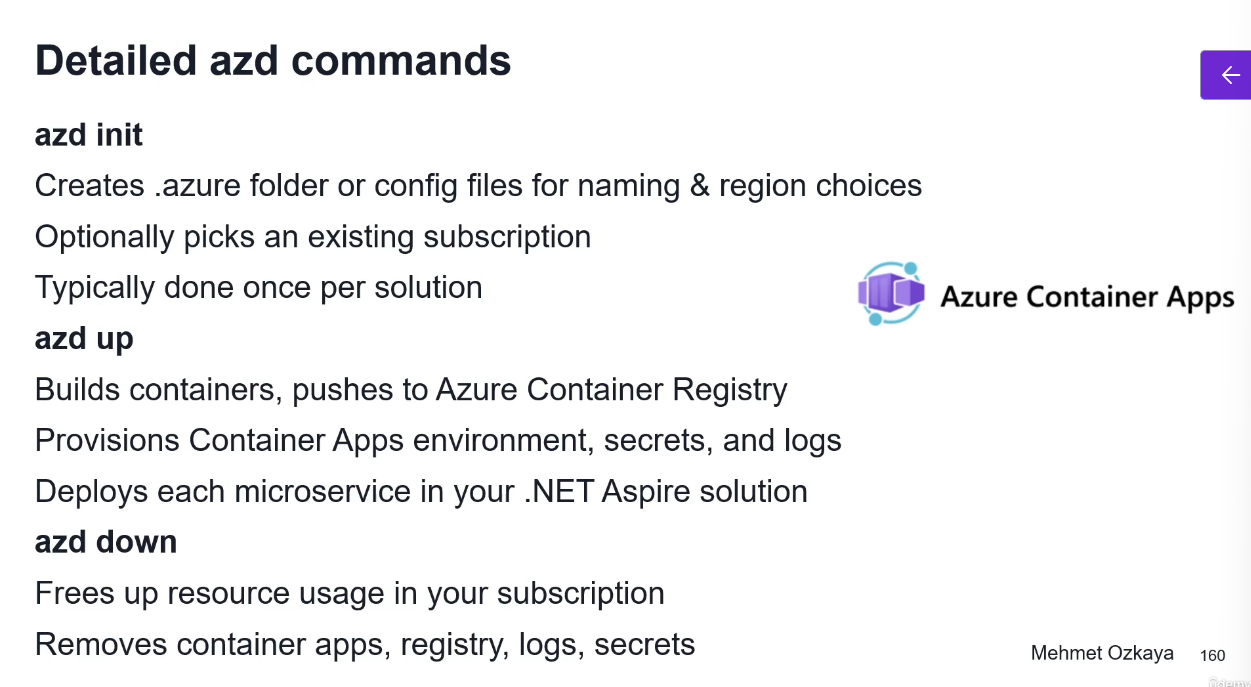 Detailed azd commands
azd init
Creates .azure folder or config files for naming & region choices
Optionally picks an existing subscription
Typically done once per solution
Azure Container Apps
azd up
Builds containers, pushes to Azure Container Registry
Provisions Container Apps environment, secrets, and logs
Deploys each microservice in your .NET Aspire solution
azd down
Frees up resource usage in your subscription
Removes container apps, registry, logs, secrets
Mehmet Ozkaya 160